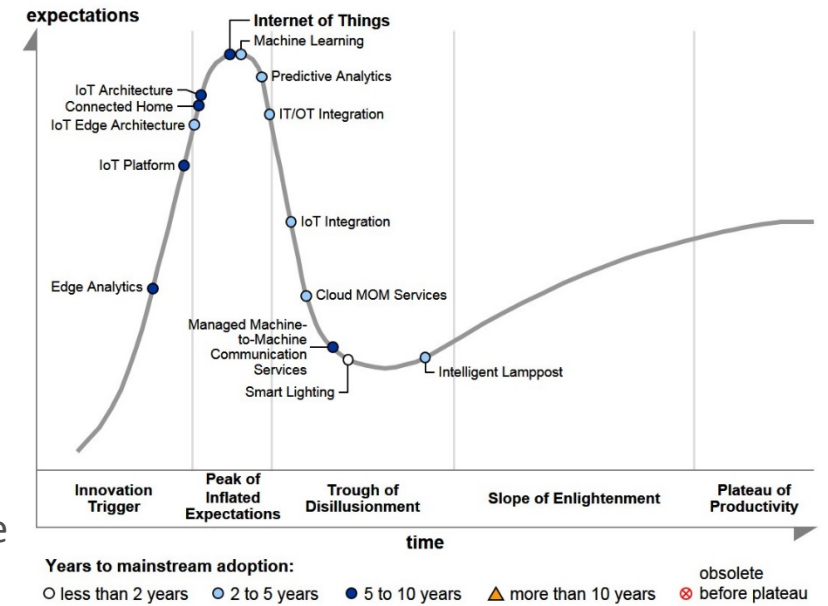 expectations
Internet of Things
Machine Learning
Predictive Analytics
IoT Architecture
Connected Home
IoT Edge Architecture
IT/OT Integration
IoT Platform
IoT Integration
Edge Analytics
Cloud MOM Services
Managed Machine-
to-Machine
Communication
Services
Smart Lighting
Intelligent Lamppost
Innovation
Trigger
Peak of
Inflated
Expectations
Trough of
Disillusionment
Slope of Enlightenment
Plateau of
Productivity
e
time
Years to mainstream adoption:
less than 2 years
2 to 5 years
5 to 10 years
more than 10 years
obsolete
before plateau